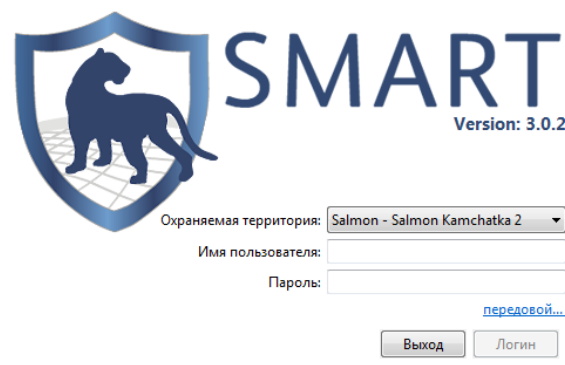 SMART
Version: 3.0.2
Охраняемая территория: Salmon - Salmon Kamchatka 2
Имя пользователя:
Пароль:
передовой...
Выход Логин